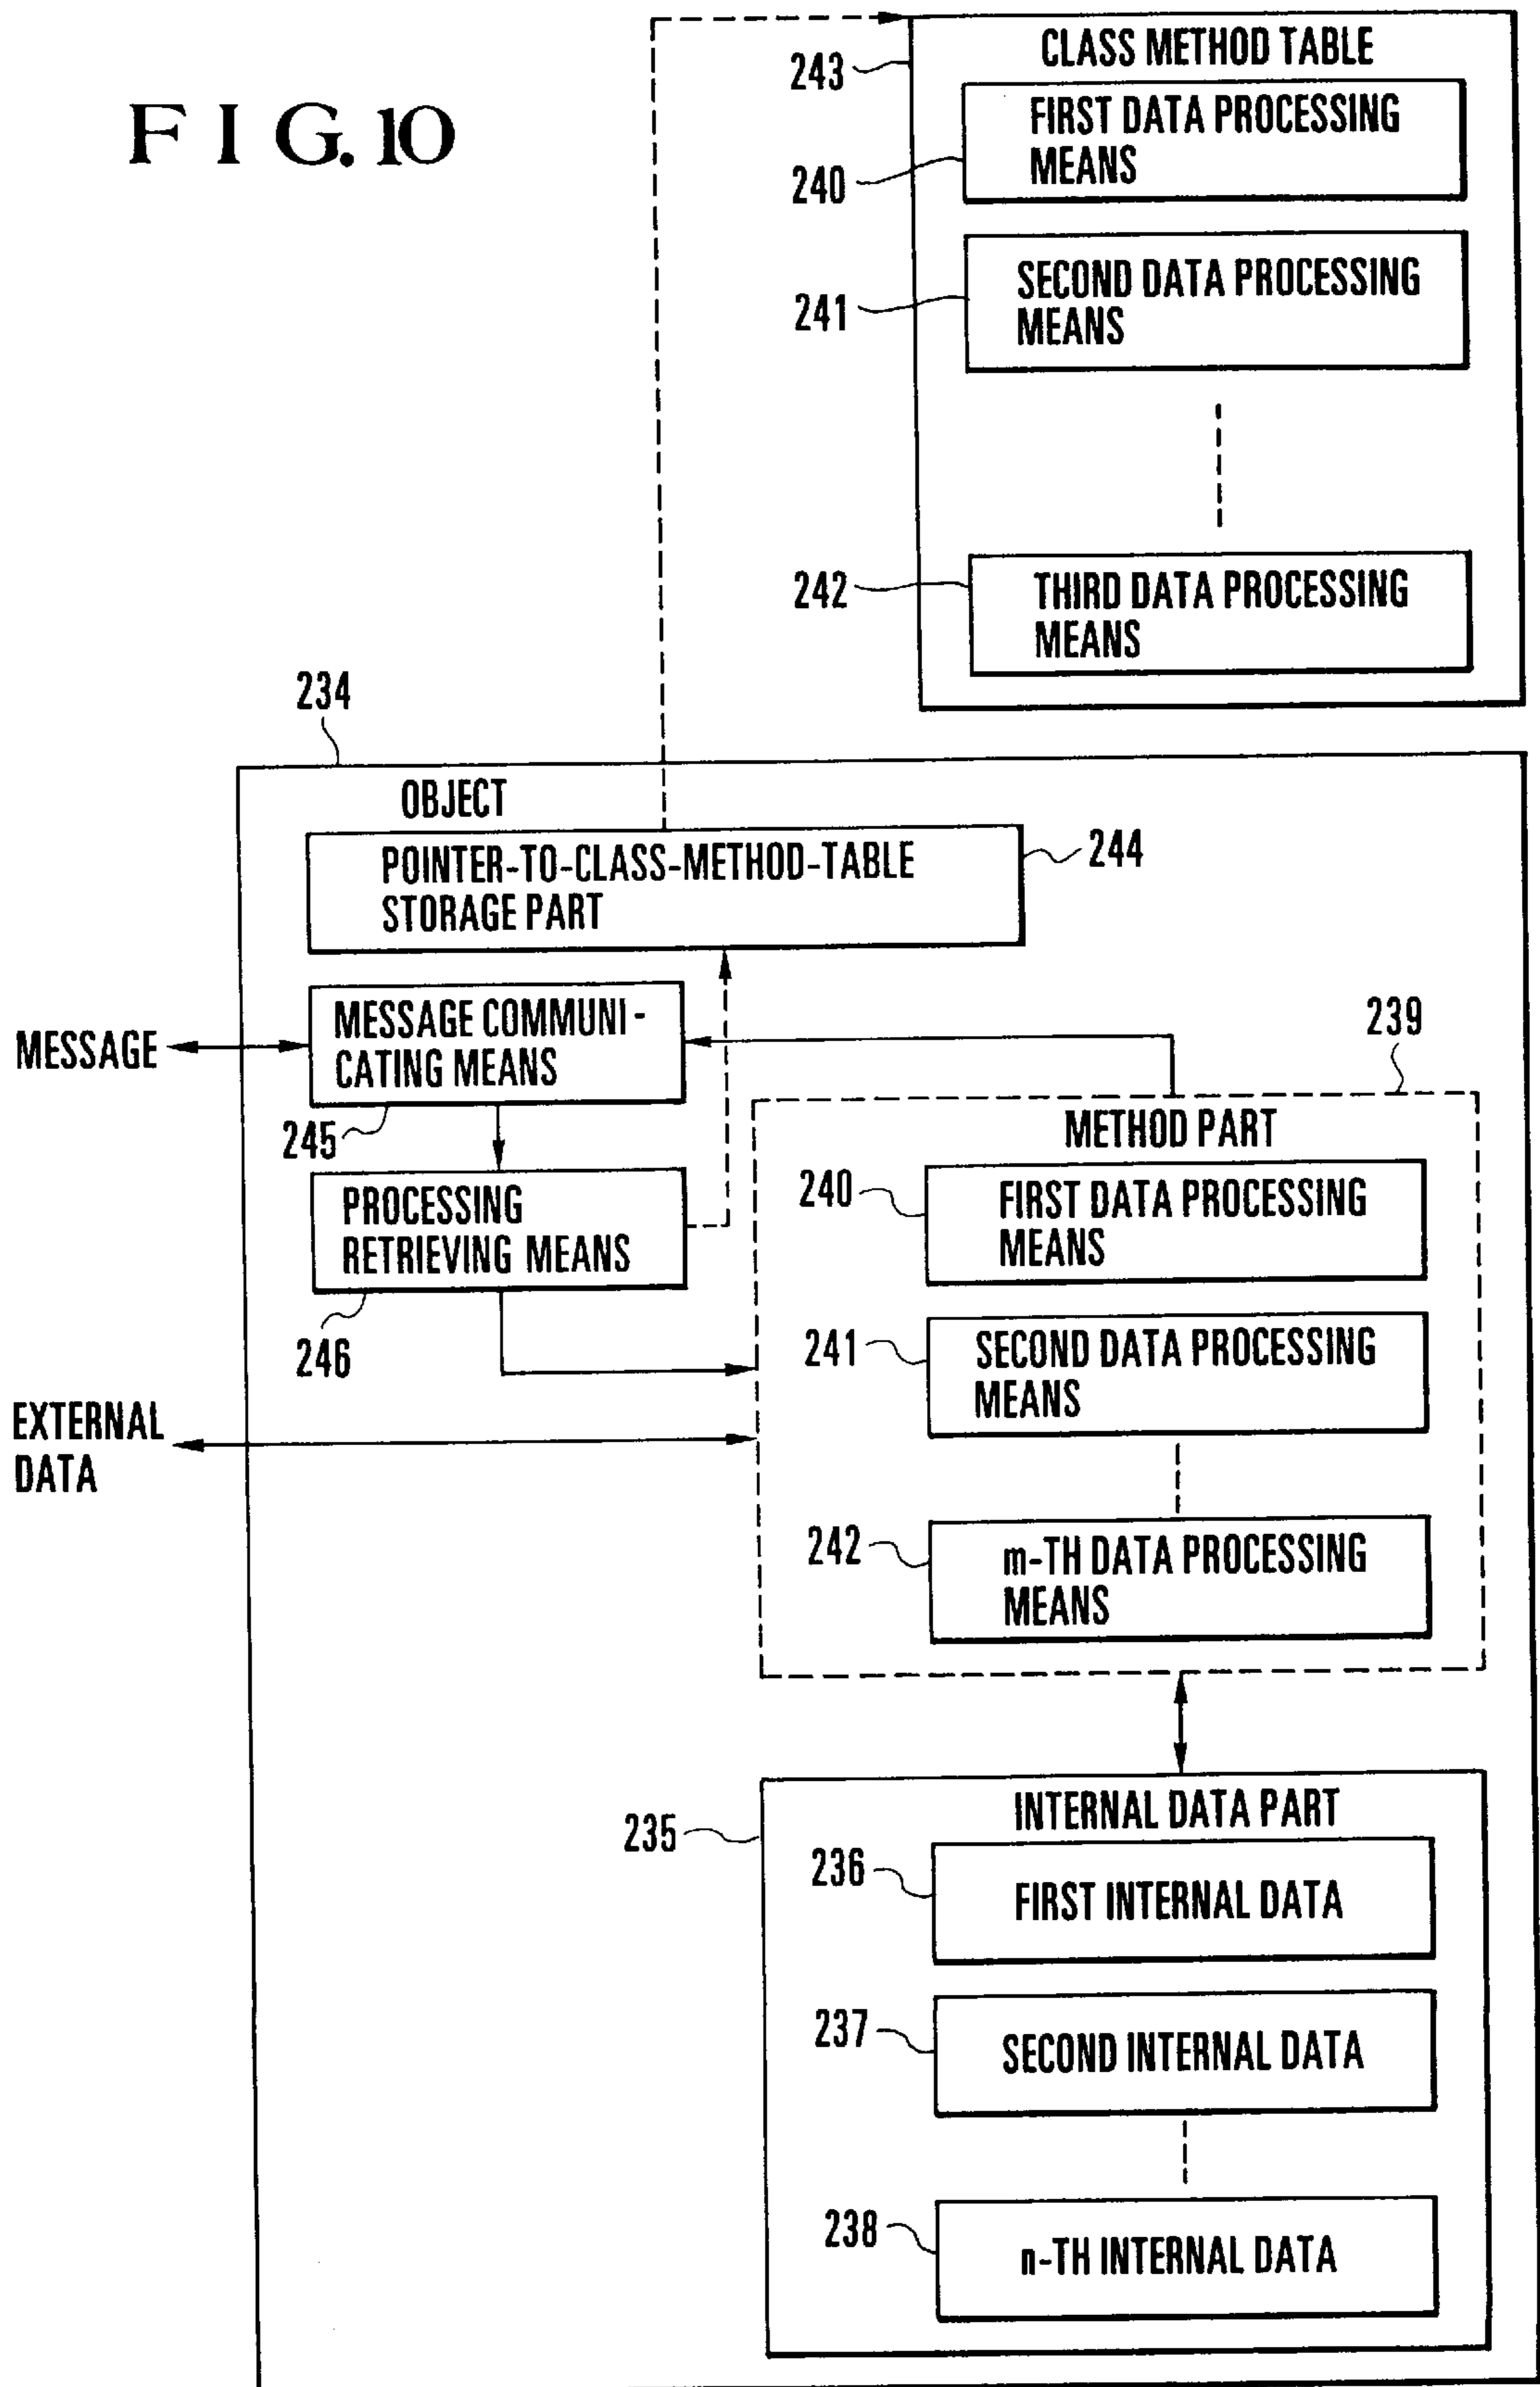 FIG.10
243
CLASS METHOD TABLE
240
FIRST DATA PROCESSING
MEANS
241
SECOND DATA PROCESSING
MEANS
242
THIRD DATA PROCESSING
MEANS
234
OBJECT
POINTER-TO-CLASS-METHOD-TABLE
STORAGE PART
244
MESSAGE
MESSAGE COMMUNI-
CATING MEANS
245
PROCESSING
RETRIEVING MEANS
246
EXTERNAL
DATA
239
METHOD PART
240
FIRST DATA PROCESSING
MEANS
241
SECOND DATA PROCESSING
MEANS
242
m-TH DATA PROCESSING
MEANS
235
INTERNAL DATA PART
236
FIRST INTERNAL DATA
237
SECOND INTERNAL DATA
238
n-TH INTERNAL DATA